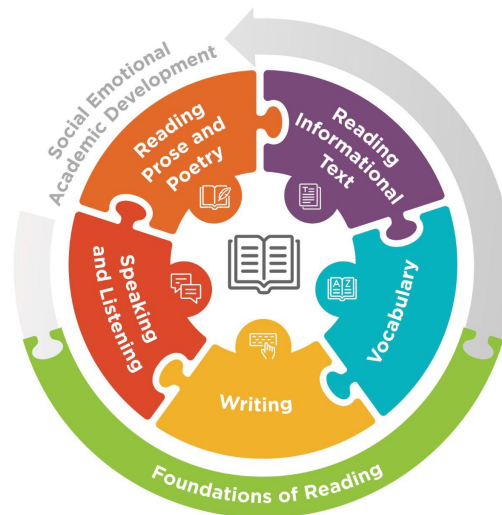 Social Emotional
Academic Development
Reading
Prose and
Poetry
Reading
Informational
Text
T
Speaking
and Listening
A Z
Vocabulary
Writing
Foundations of Reading